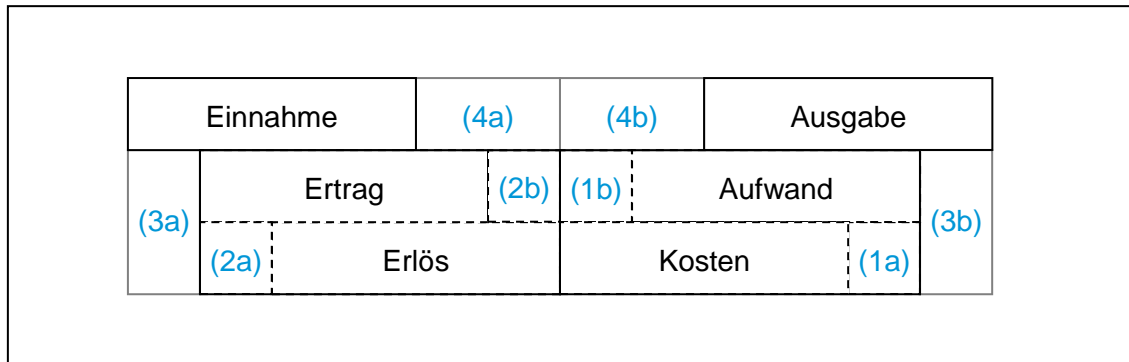 Einnahme (4a) (4b) Ausgabe
(3a) Ertrag (2b) (1b) Aufwand (3b)
(2a) Erlös Kosten (1a)